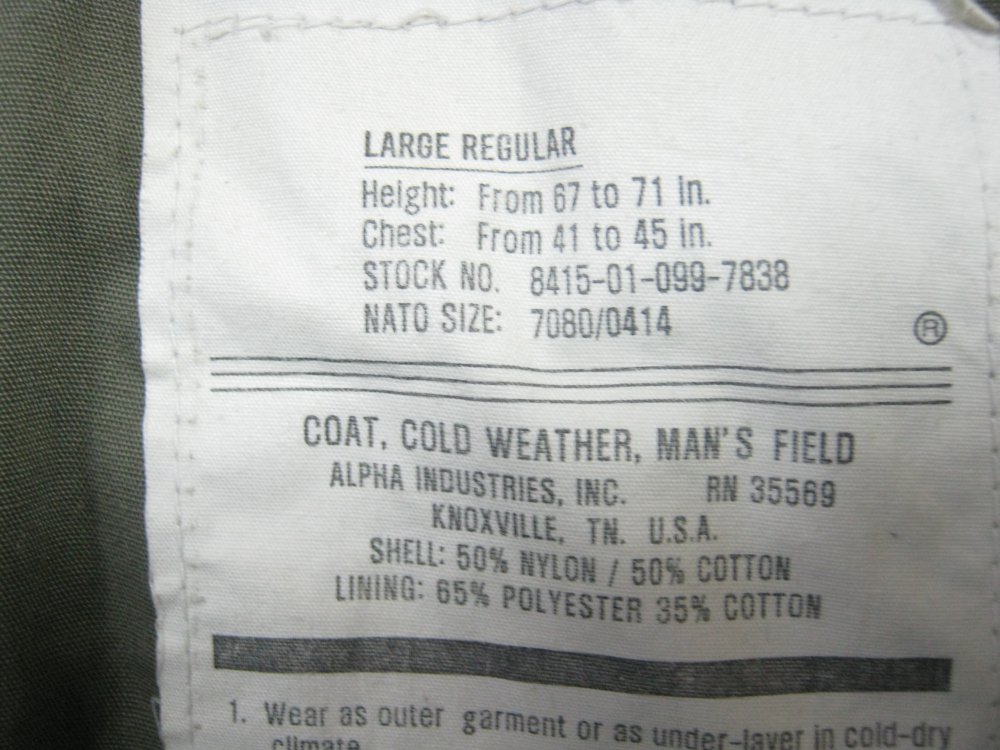 LARGE REGULAR
Height: From 67 to 71 in.
Chest: From 41 to 45 in.
STOCK NO. 8415-01-099-7838
NATO SIZE: 7080/0414
®
COAT, COLD WEATHER, MAN'S FIELD
ALPHA INDUSTRIES, INC. RN 35569
KNOXVILLE, TN. U.S.A.
SHELL: 50% NYLON / 50% COTTON
LINING: 65% POLYESTER 35% COTTON
1. Wear as outer garment or as under-layer in cold-dry
climate